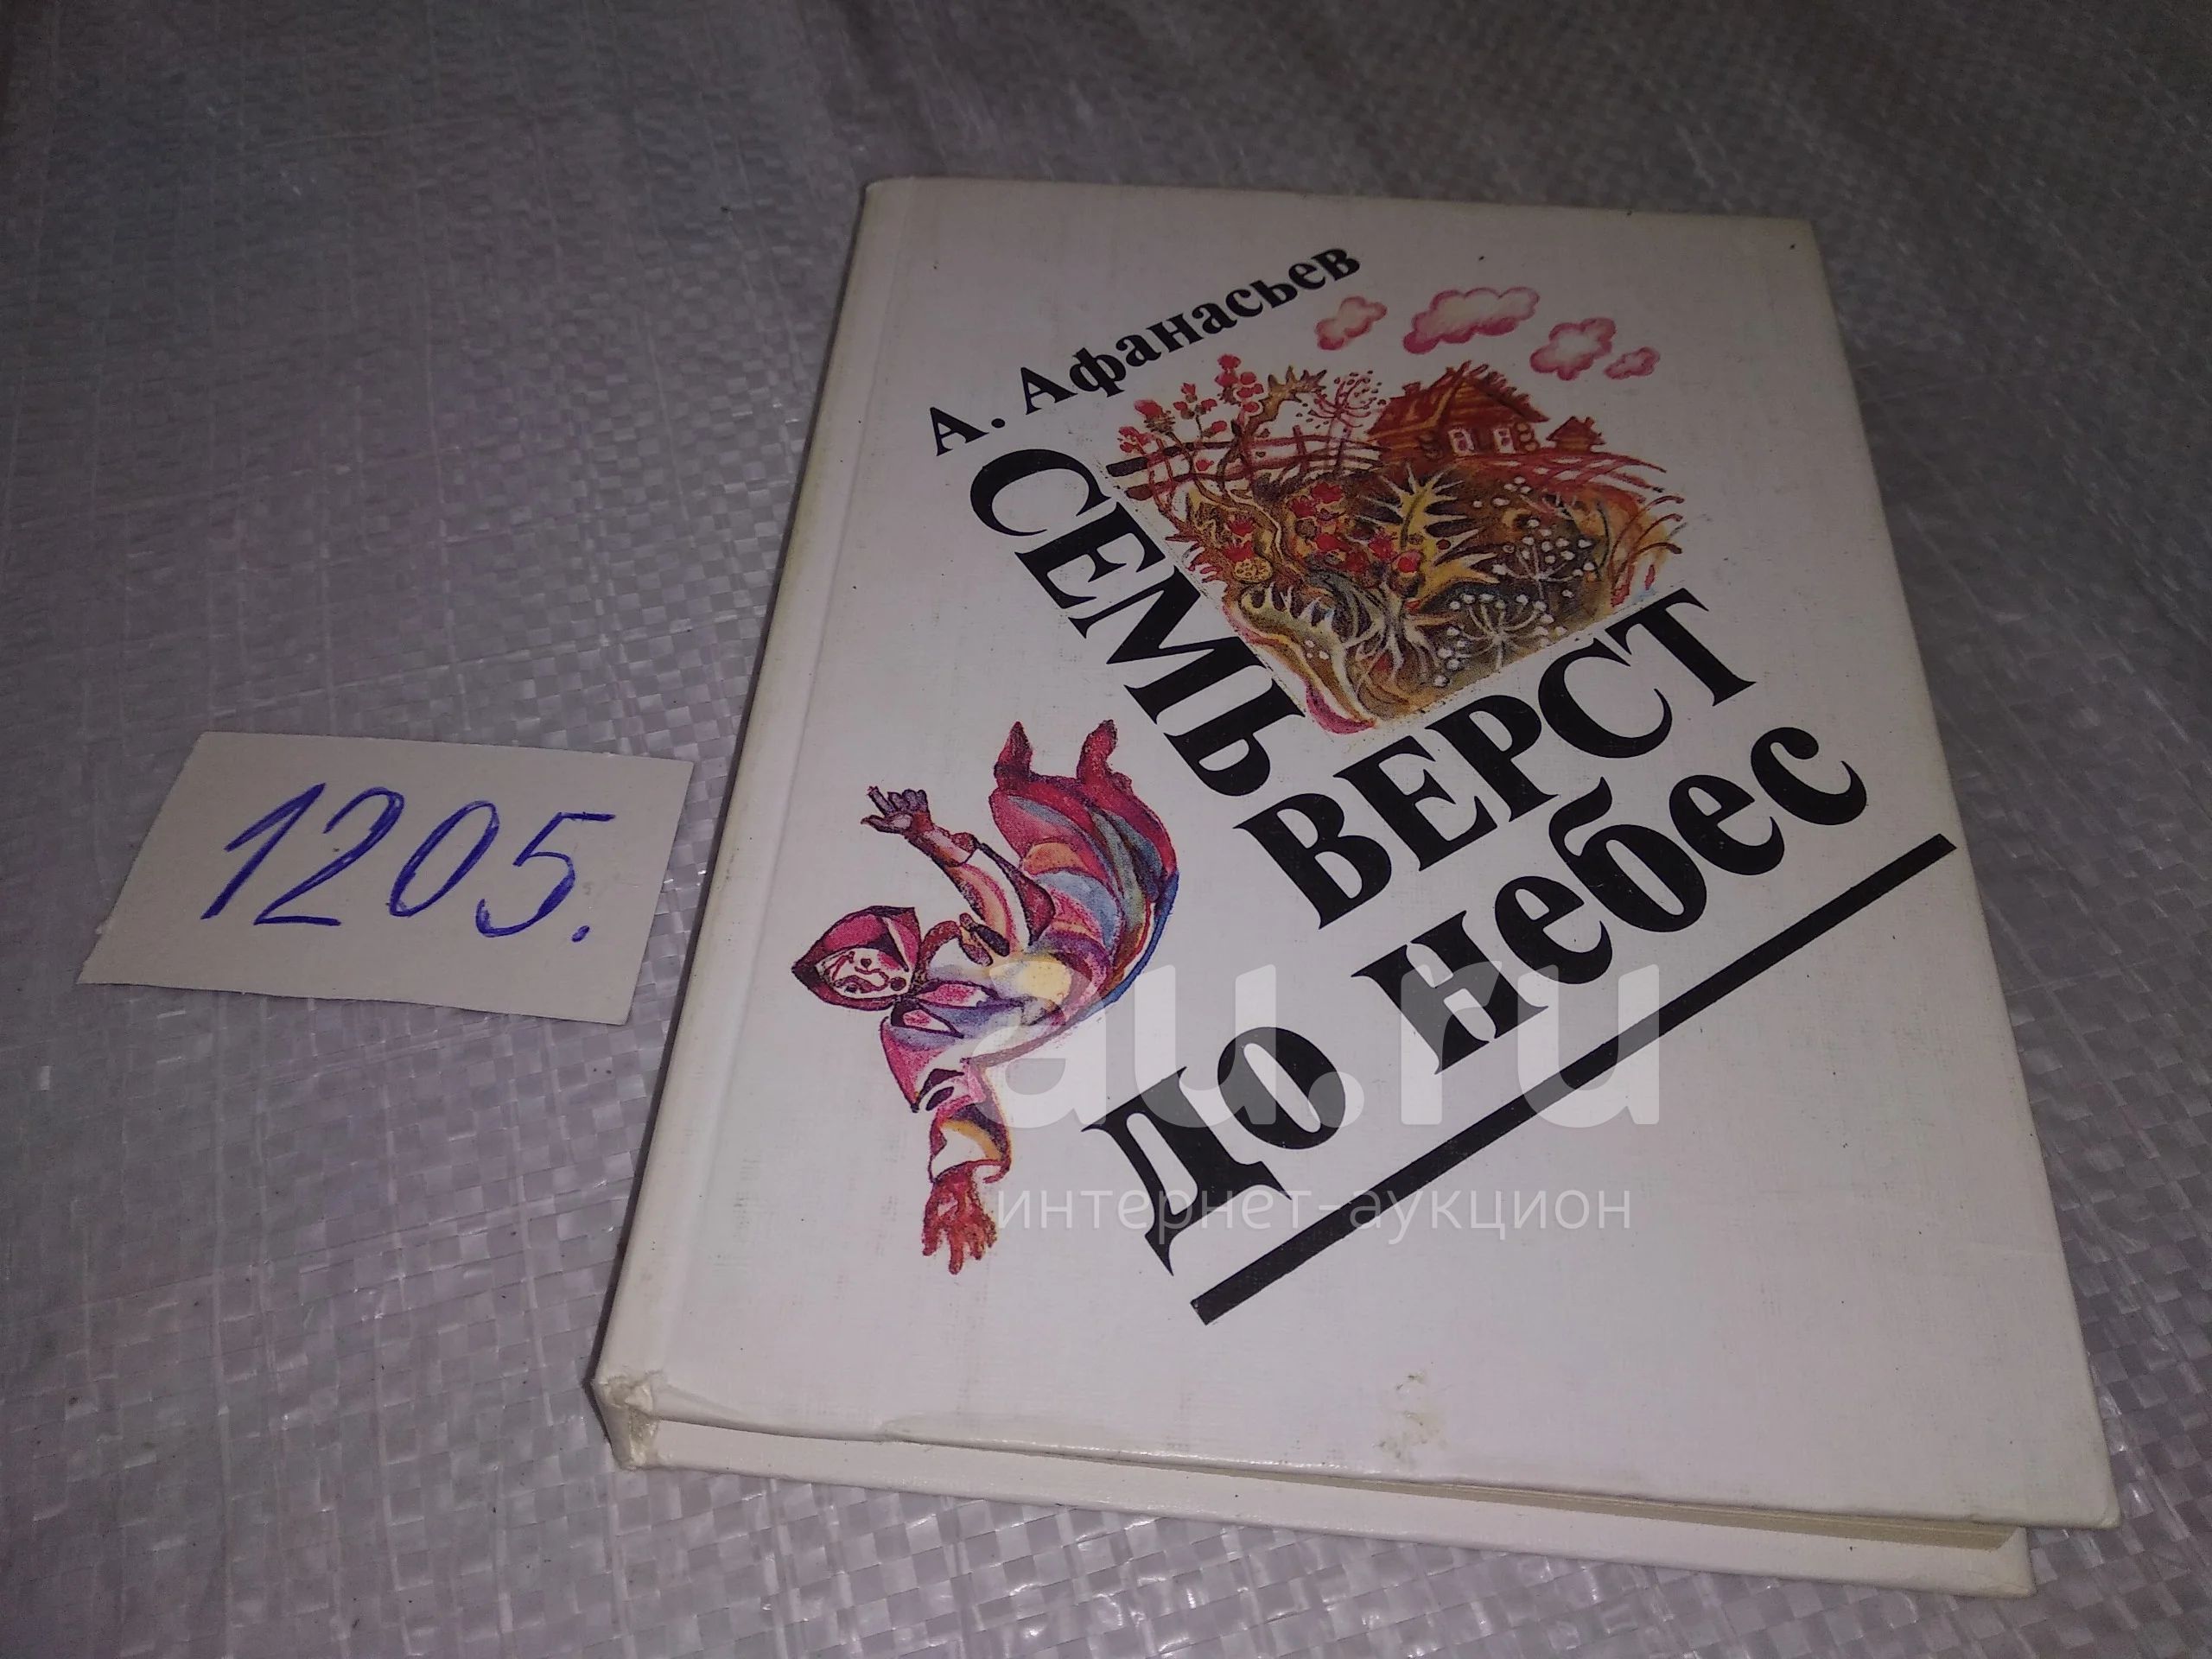 А. Афанасьев
СЕМЬ
ВЕРСТ
до небес
1205.
au.ru
интернет-аукцион